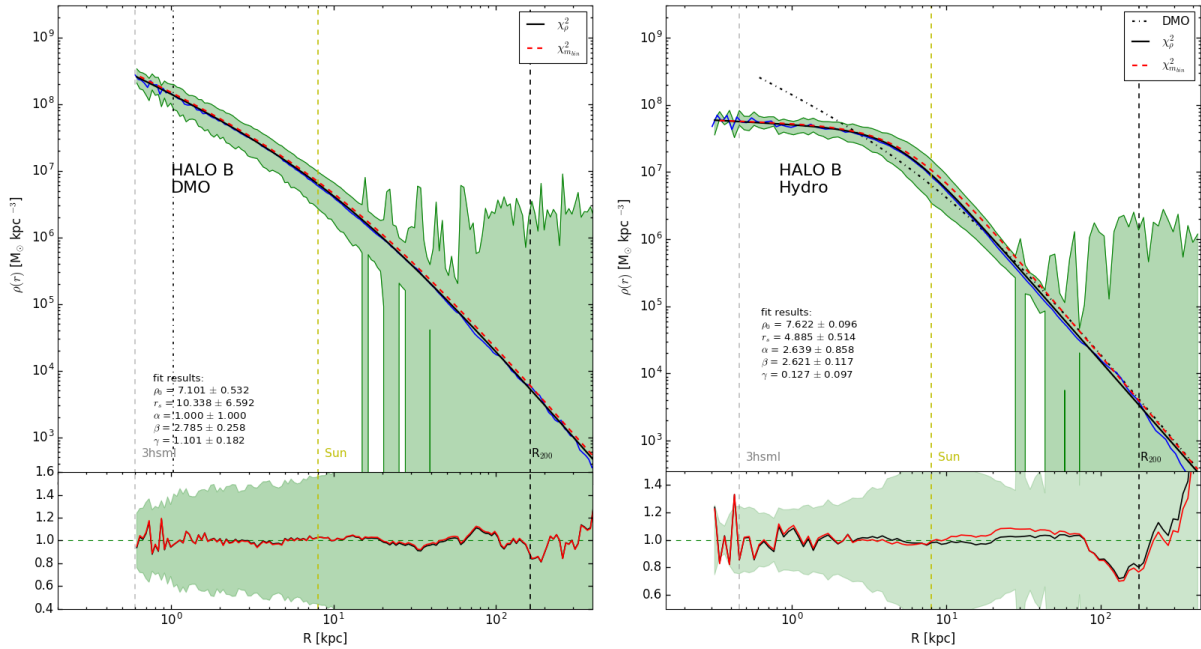 10⁹
10⁸
10⁷
10⁶
10⁵
10⁴
10³
ρ(r) [M☉ kpc ⁻³]
χ²ρ
χ²m_lin
HALO B
DMO
fit results:
ρ₀ = 7.101 ± 0.532
rₛ = 10.338 ± 6.592
α = 1.000 ± 1.000
β = 2.785 ± 0.258
γ = 1.101 ± 0.182
3hsml
Sun
R₂₀₀
1.6
1.4
1.2
1.0
0.8
0.6
0.4
10⁰
10¹
10²
R [kpc]
10⁹
10⁸
10⁷
10⁶
10⁵
10⁴
10³
ρ(r) [M☉ kpc ⁻³]
DMO
χ²ρ
χ²m_lin
HALO B
Hydro
fit results:
ρ₀ = 7.622 ± 0.096
rₛ = 4.885 ± 0.514
α = 2.639 ± 0.858
β = 2.621 ± 0.117
γ = 0.127 ± 0.097
3hsml
Sun
R₂₀₀
1.4
1.2
1.0
0.8
0.6
10⁰
10¹
10²
R [kpc]